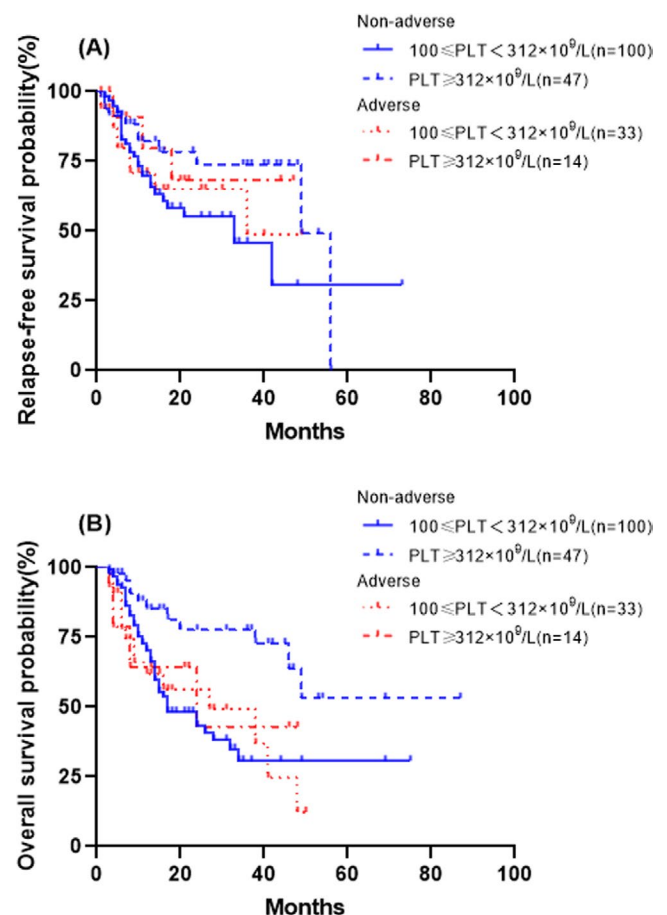 (A)
Non-adverse
100≤PLT<312×10⁹/L(n=100)
PLT≥312×10⁹/L(n=47)
Adverse
100≤PLT<312×10⁹/L(n=33)
PLT≥312×10⁹/L(n=14)
Relapse-free survival probability(%)
100
75
50
25
0
0 20 40 60 80 100
Months
(B)
Non-adverse
100≤PLT<312×10⁹/L(n=100)
PLT≥312×10⁹/L(n=47)
Adverse
100≤PLT<312×10⁹/L(n=33)
PLT≥312×10⁹/L(n=14)
Overall survival probability(%)
100
75
50
25
0
0 20 40 60 80 100
Months